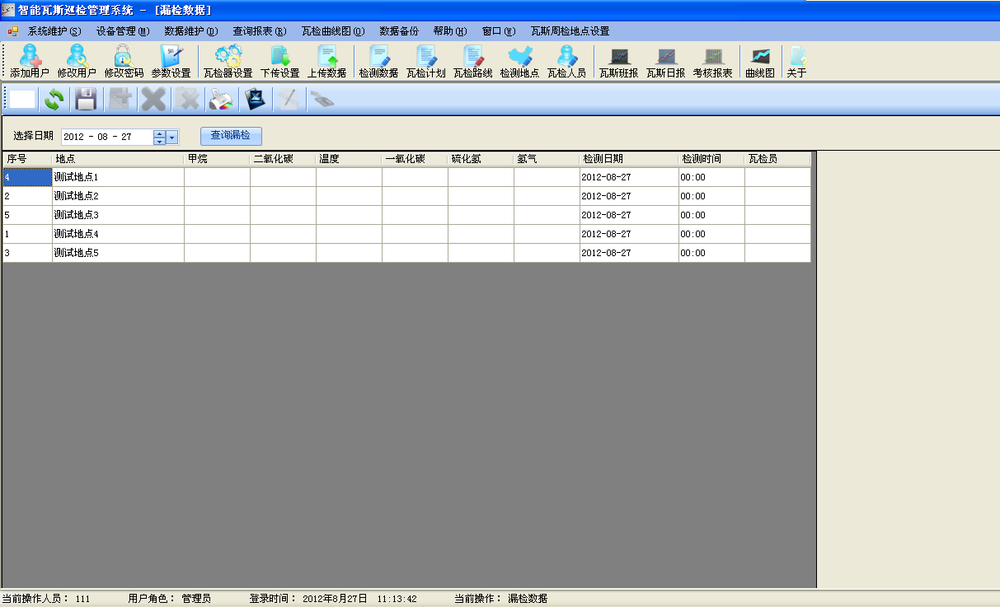 智能瓦斯巡检管理系统 - [漏检数据]
系统维护(S) 设备管理(M) 数据维护(D) 查询报表(R) 瓦检曲线图(O) 数据备份 帮助(H) 窗口(W) 瓦斯周检地点设置
添加用户 修改用户 修改密码 参数设置 瓦检器设置 下传设置 上传数据 检测数据 瓦检计划 瓦检路线 检测地点 瓦检人员 瓦斯班报 瓦斯日报 考核报表 曲线图 关于
选择日期 2012 - 08 - 27 查询漏检
序号 地点 甲烷 二氧化碳 温度 一氧化碳 硫化氢 氢气 检测日期 检测时间 瓦检员
4 测试地点1 2012-08-27 00:00
2 测试地点2 2012-08-27 00:00
5 测试地点3 2012-08-27 00:00
1 测试地点4 2012-08-27 00:00
3 测试地点5 2012-08-27 00:00
当前操作人员： 111 用户角色： 管理员 登录时间： 2012年8月27日 11:13:42 当前操作： 漏检数据